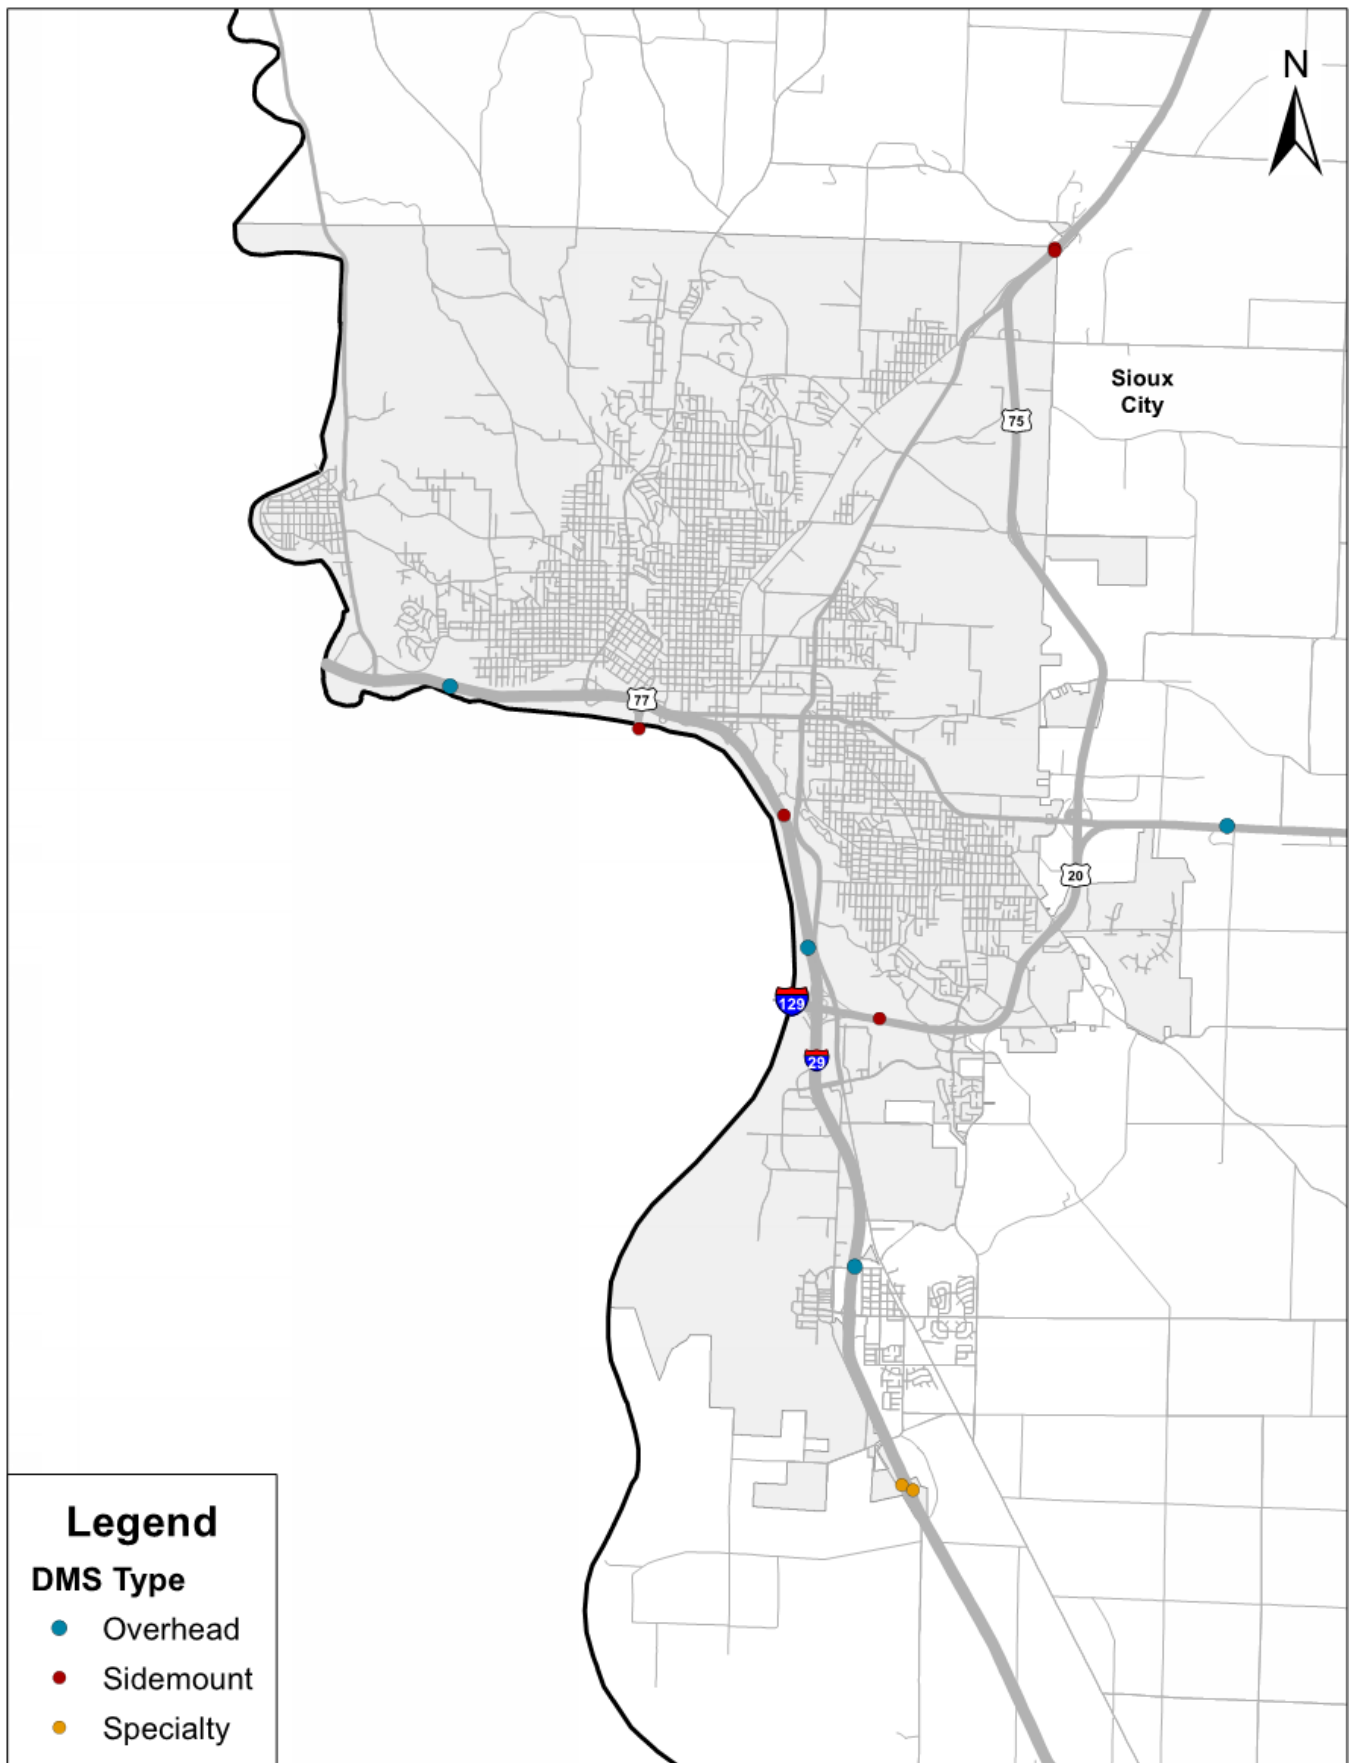 N
Sioux
City
75
77
20
129
29
Legend
DMS Type
Overhead
Sidemount
Specialty